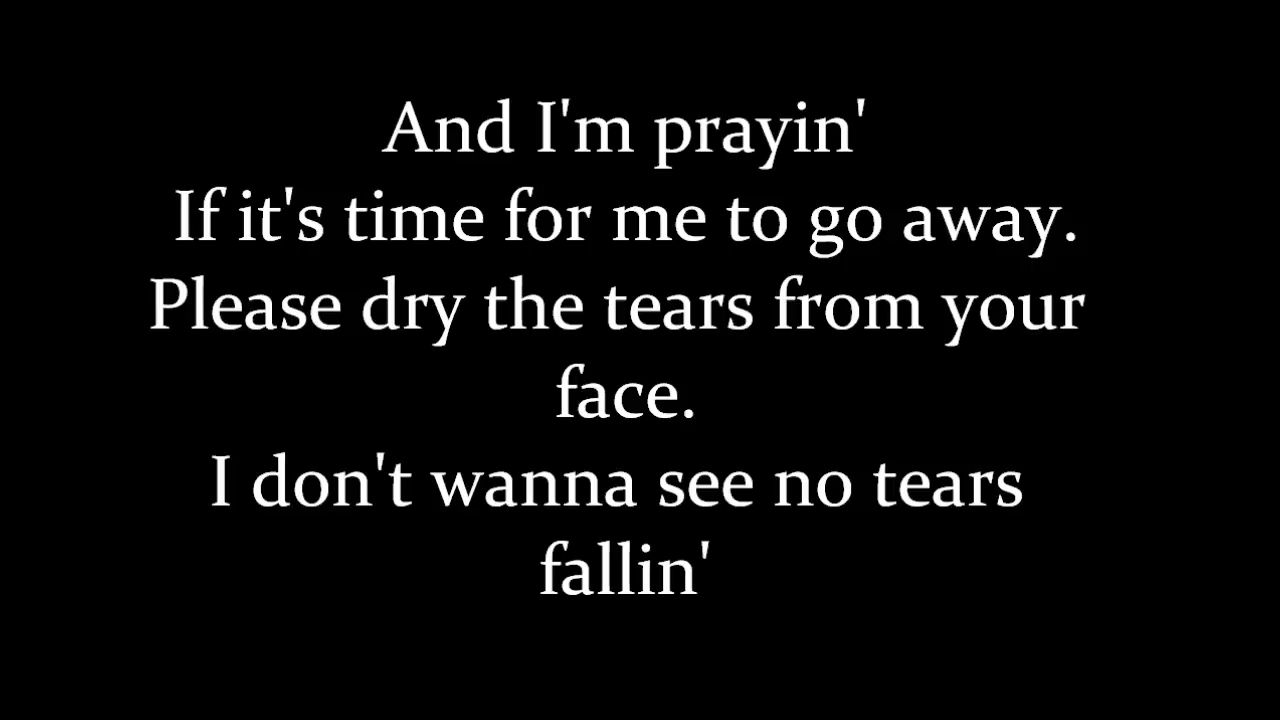 And I'm prayin'
If it's time for me to go away.
Please dry the tears from your
face.
I don't wanna see no tears
fallin'